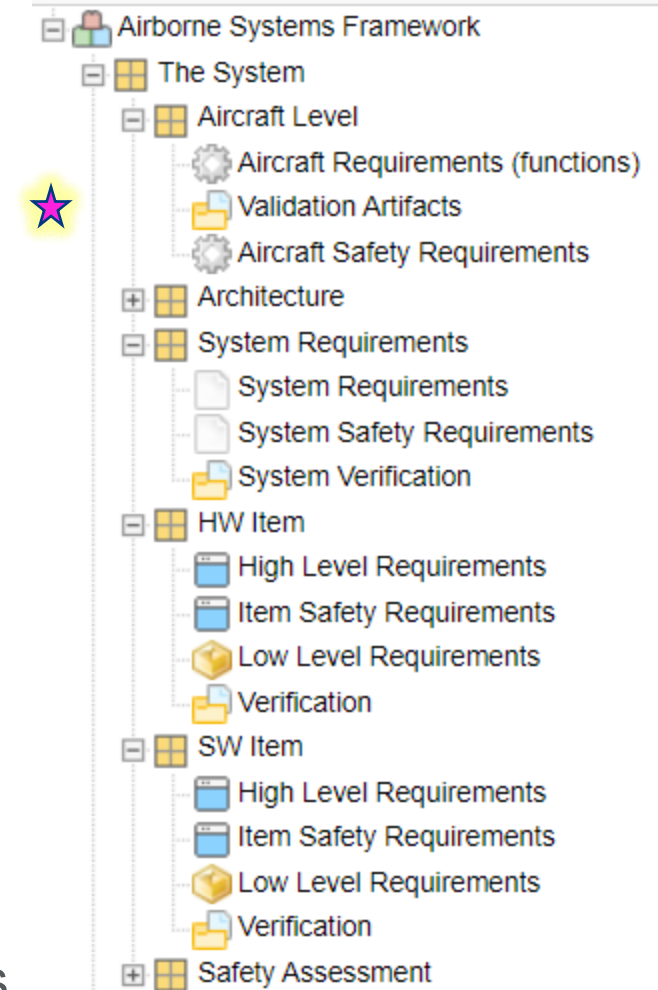 Airborne Systems Framework
The System
Aircraft Level
Aircraft Requirements (functions)
Validation Artifacts
Aircraft Safety Requirements
Architecture
System Requirements
System Requirements
System Safety Requirements
System Verification
HW Item
High Level Requirements
Item Safety Requirements
Low Level Requirements
Verification
SW Item
High Level Requirements
Item Safety Requirements
Low Level Requirements
Verification
s Safety Assessment